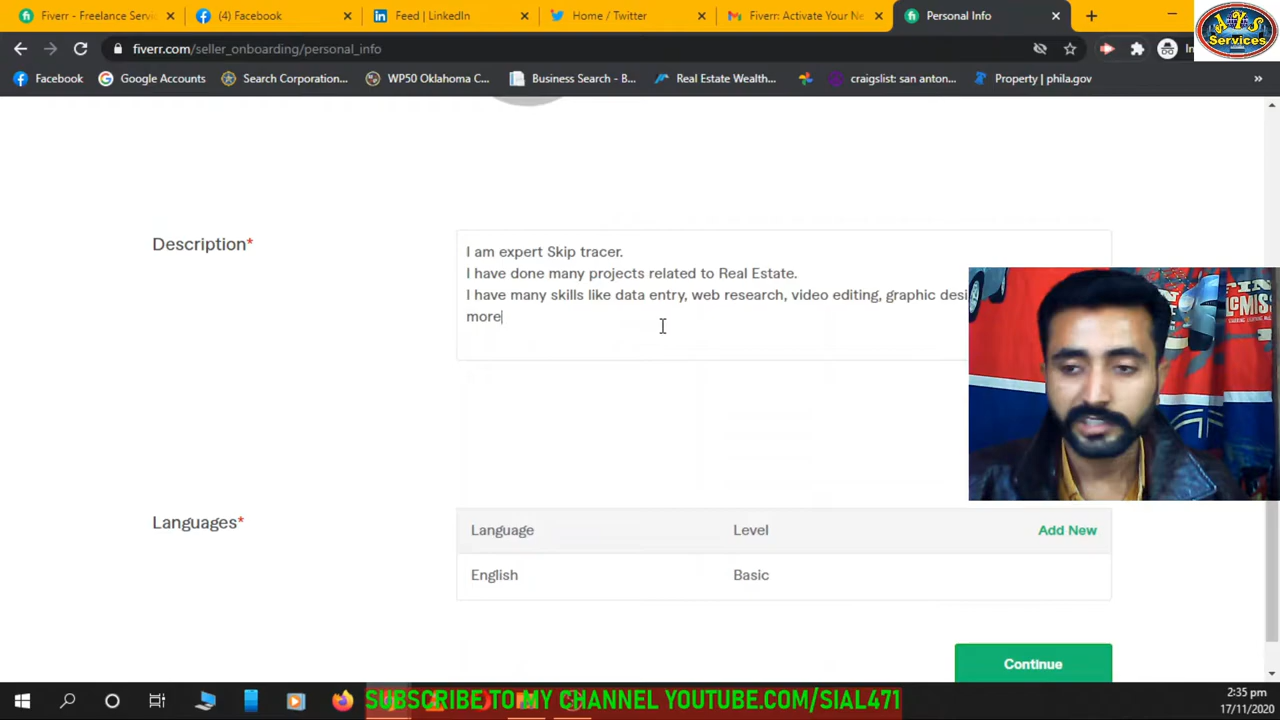 Fiverr - Freelance Servi
(4) Facebook
Feed | LinkedIn
Home / Twitter
Fiverr: Activate Your Ne
Personal Info
fiverr.com/seller_onboarding/personal_info
AYS
Services
Facebook
Google Accounts
Search Corporation...
WP50 Oklahoma C...
Business Search - B...
Real Estate Wealth...
craigslist: san anton...
Property | phila.gov
Description*
I am expert Skip tracer.
I have done many projects related to Real Estate.
I have many skills like data entry, web research, video editing, graphic desi
more
Languages*
Language
Level
Add New
English
Basic
Continue
SUBSCRIBE TO MY CHANNEL YOUTUBE.COM/SIAL471
2:35 pm
17/11/2020